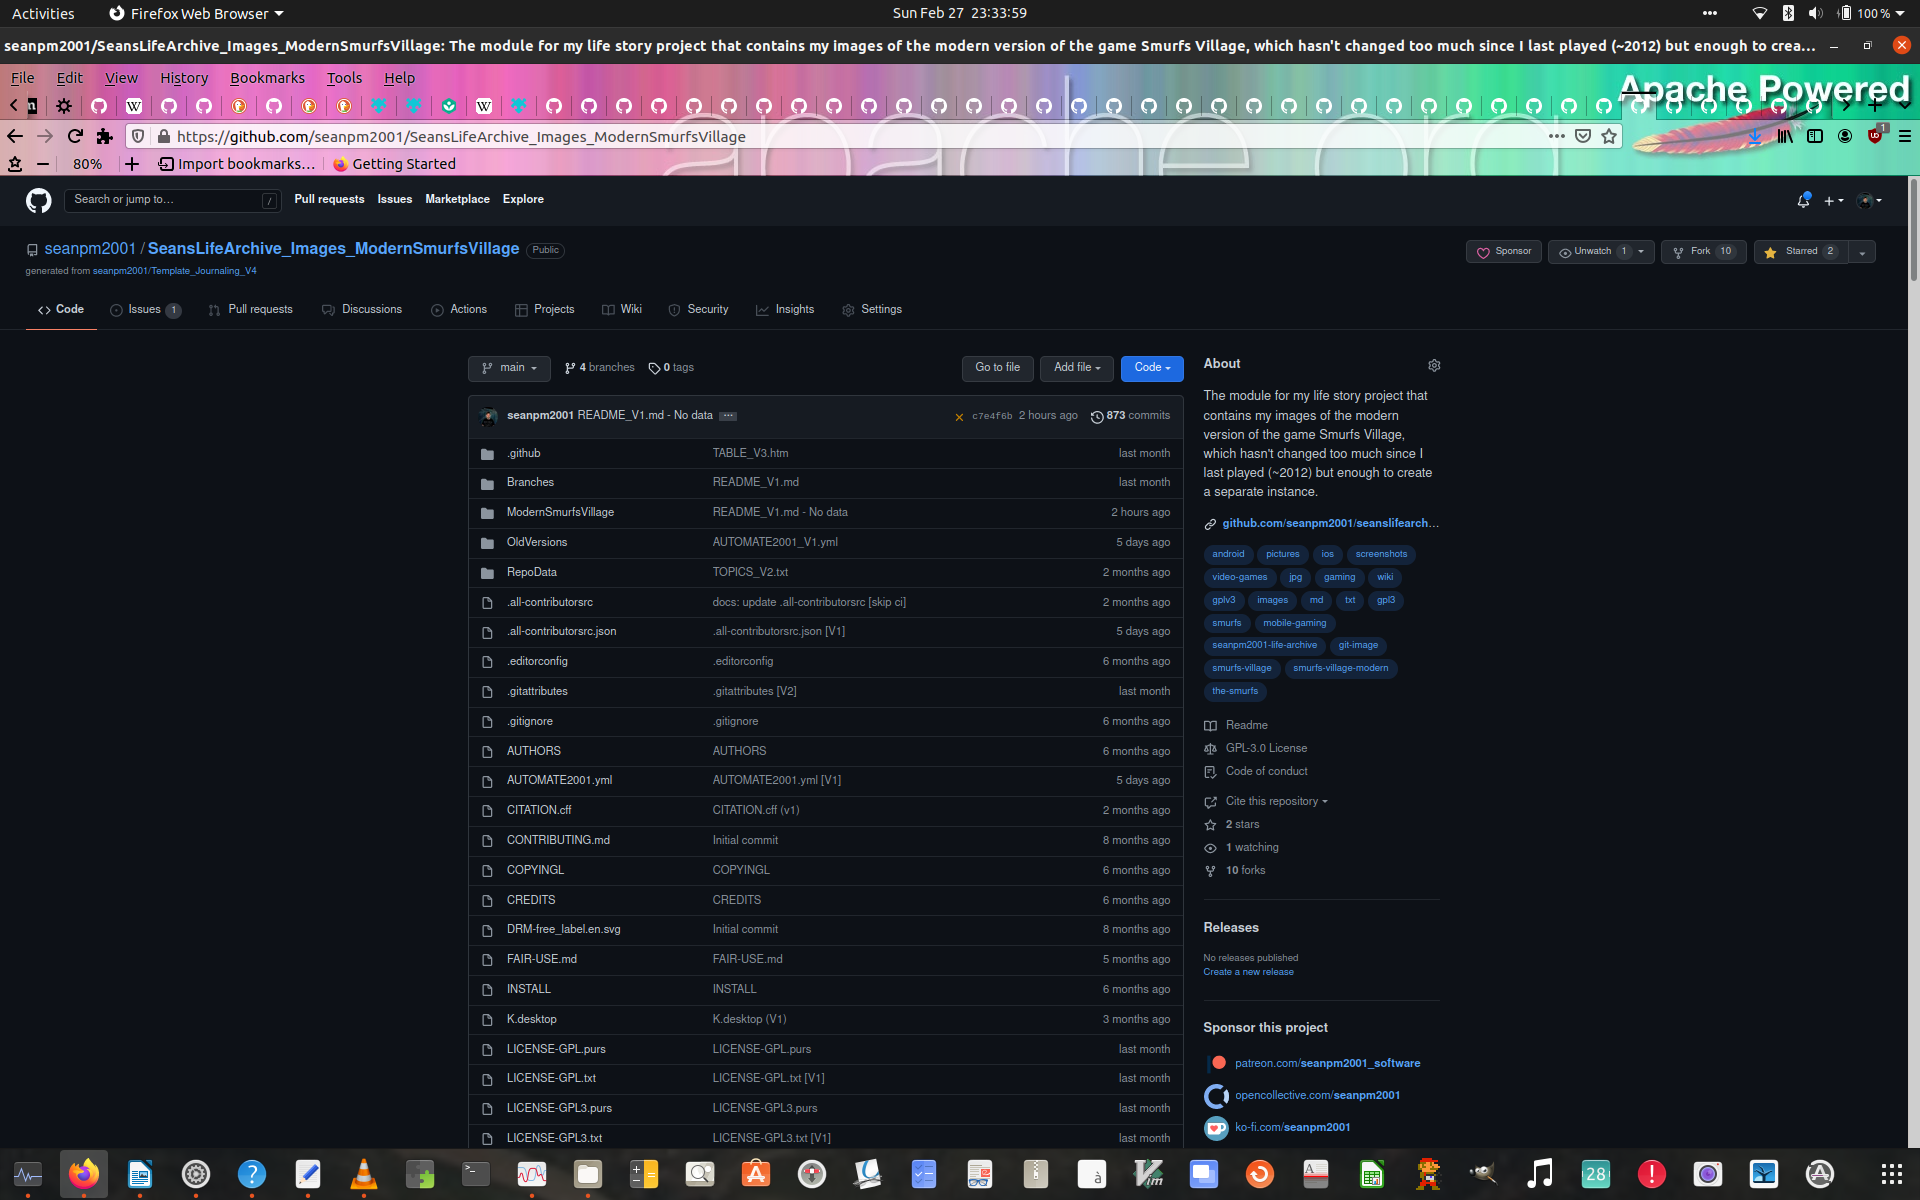 Activities Firefox Web Browser Sun Feb 27 23:33:59 100 %
seanpm2001/SeansLifeArchive_Images_ModernSmurfsVillage: The module for my life story project that contains my images of the modern version of the game Smurfs Village, which hasn't changed too much since I last played (~2012) but enough to crea…
File Edit View History Bookmarks Tools Help
Apache Powered
https://github.com/seanpm2001/SeansLifeArchive_Images_ModernSmurfsVillage 1
80% Import bookmarks… Getting Started
Search or jump to… / Pull requests Issues Marketplace Explore
seanpm2001 / SeansLifeArchive_Images_ModernSmurfsVillage Public Sponsor Unwatch 1 Fork 10 Starred 2
generated from seanpm2001/Template_Journaling_V4
Code Issues 1 Pull requests Discussions Actions Projects Wiki Security Insights Settings
main 4 branches 0 tags Go to file Add file Code
seanpm2001 README_V1.md - No data c7e4f6b 2 hours ago 873 commits
.github TABLE_V3.htm last month
Branches README_V1.md last month
ModernSmurfsVillage README_V1.md - No data 2 hours ago
OldVersions AUTOMATE2001_V1.yml 5 days ago
RepoData TOPICS_V2.txt 2 months ago
.all-contributorsrc docs: update .all-contributorsrc [skip ci] 2 months ago
.all-contributorsrc.json .all-contributorsrc.json [V1] 5 days ago
.editorconfig .editorconfig 6 months ago
.gitattributes .gitattributes [V2] last month
.gitignore .gitignore 6 months ago
AUTHORS AUTHORS 6 months ago
AUTOMATE2001.yml AUTOMATE2001.yml [V1] 5 days ago
CITATION.cff CITATION.cff (v1) 2 months ago
CONTRIBUTING.md Initial commit 8 months ago
COPYINGL COPYINGL 6 months ago
CREDITS CREDITS 6 months ago
DRM-free_label.en.svg Initial commit 8 months ago
FAIR-USE.md FAIR-USE.md 5 months ago
INSTALL INSTALL 6 months ago
K.desktop K.desktop (V1) 3 months ago
LICENSE-GPL.purs LICENSE-GPL.purs last month
LICENSE-GPL.txt LICENSE-GPL.txt [V1] last month
LICENSE-GPL3.purs LICENSE-GPL3.purs last month
LICENSE-GPL3.txt LICENSE-GPL3.txt [V1] last month
About
The module for my life story project that
contains my images of the modern
version of the game Smurfs Village,
which hasn't changed too much since I
last played (~2012) but enough to create
a separate instance.
github.com/seanpm2001/seanslifearch…
android pictures ios screenshots
video-games jpg gaming wiki
gplv3 images md txt gpl3
smurfs mobile-gaming
seanpm2001-life-archive git-image
smurfs-village smurfs-village-modern
the-smurfs
Readme
GPL-3.0 License
Code of conduct
Cite this repository
2 stars
1 watching
10 forks
Releases
No releases published
Create a new release
Sponsor this project
patreon.com/seanpm2001_software
opencollective.com/seanpm2001
ko-fi.com/seanpm2001
28